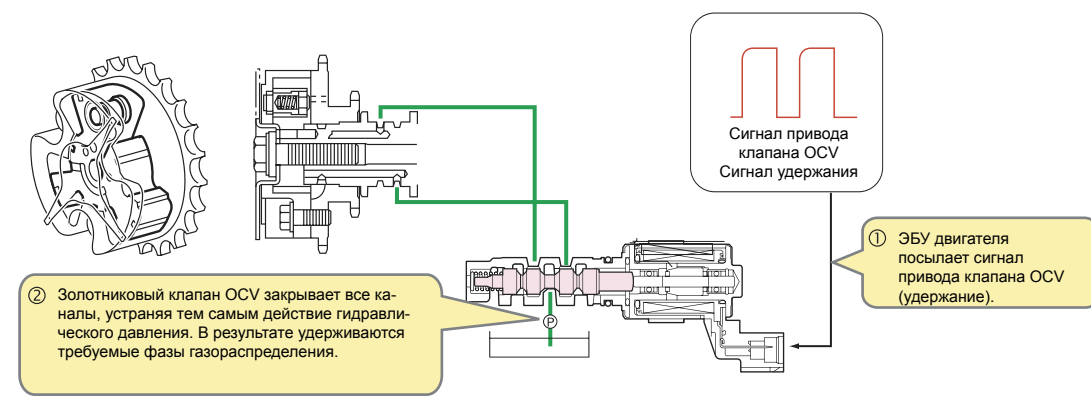 Сигнал привода
клапана OCV
Сигнал удержания
① ЭБУ двигателя
посылает сигнал
привода клапана OCV
(удержание).
② Золотниковый клапан OCV закрывает все ка-
налы, устраняя тем самым действие гидравли-
ческого давления. В результате удерживаются
требуемые фазы газораспределения.
P